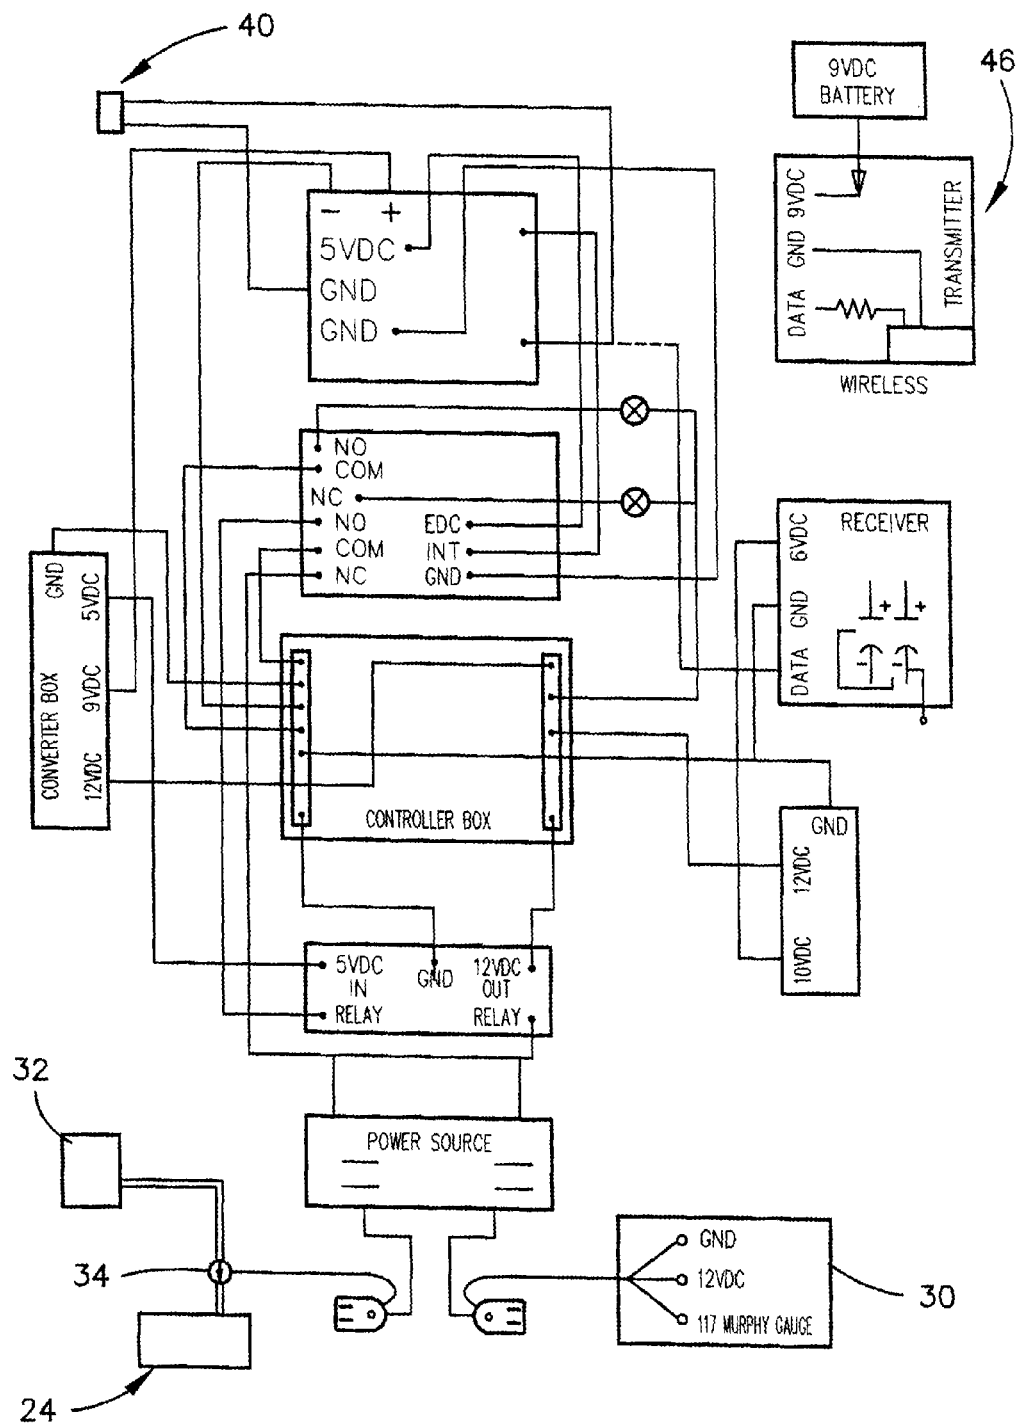 40
9VDC
BATTERY
46
9VDC
GND
DATA
TRANSMITTER
WIRELESS
- +
5VDC
GND
GND
NO
COM
NC
NO
COM
NC
EDC
INT
GND
RECEIVER
6VDC
GND
DATA
+ +
- -
GND
5VDC
9VDC
12VDC
CONVERTER BOX
CONTROLLER BOX
GND
12VDC
10VDC
5VDC
IN
RELAY
GND
12VDC
OUT
RELAY
32
POWER SOURCE
34
24
GND
12VDC
117 MURPHY GAUGE
30